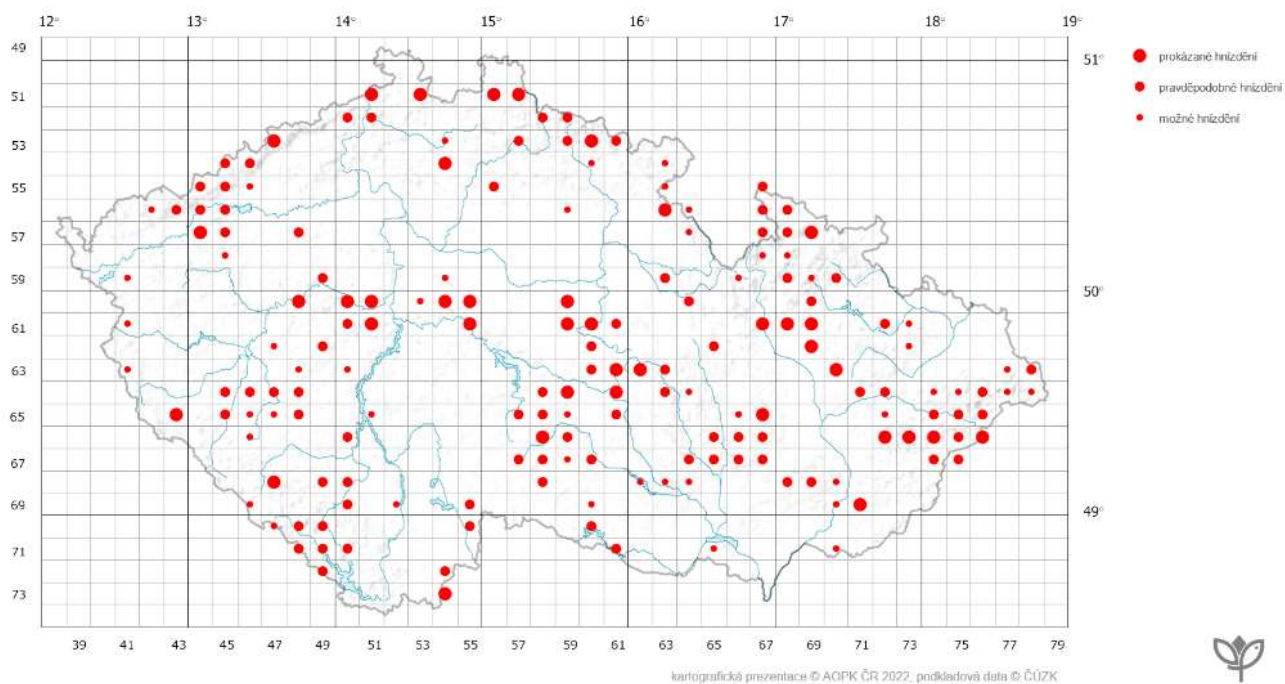 12° 13° 14° 15° 16° 17° 18° 19°
49
51°
prokázané hnízdění
51
pravděpodobné hnízdění
možné hnízdění
53
55
57
59
50°
61
63
65
67
69
49°
71
73
39 41 43 45 47 49 51 53 55 57 59 61 63 65 67 69 71 73 75 77 79
kartografická prezentace © AOPK ČR 2022, podkladová data © ČÚZK